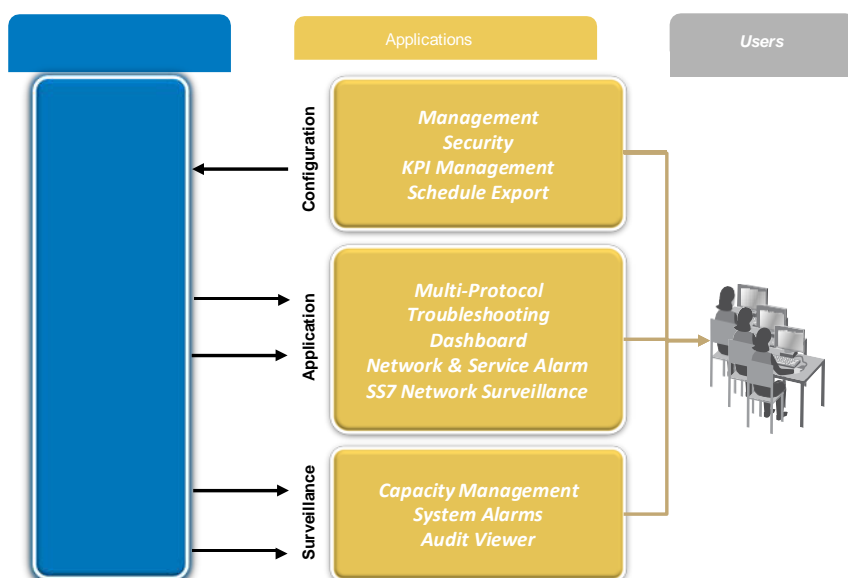 Applications
Users
Configuration
Management
Security
KPI Management
Schedule Export
Application
Multi-Protocol
Troubleshooting
Dashboard
Network & Service Alarm
SS7 Network Surveillance
Surveillance
Capacity Management
System Alarms
Audit Viewer